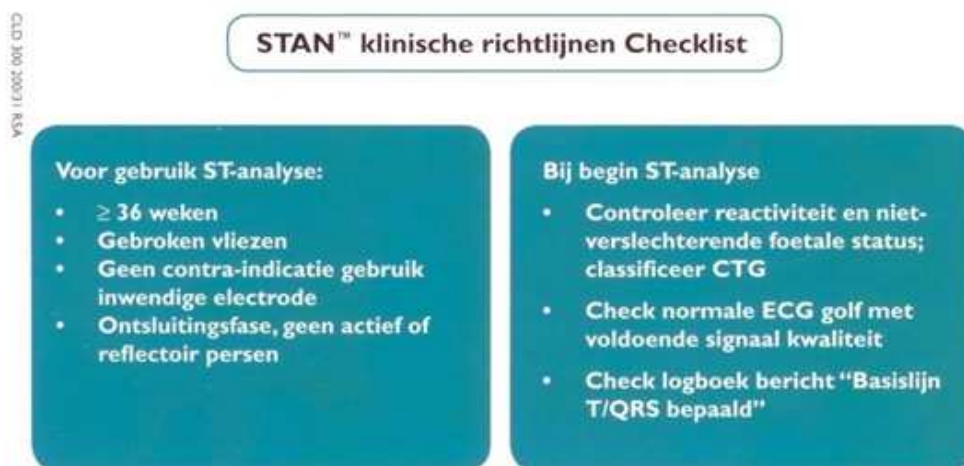 CLD 300 200/31 RSA
STAN™ klinische richtlijnen Checklist
Voor gebruik ST-analyse:
• ≥ 36 weken
• Gebroken vliezen
• Geen contra-indicatie gebruik
inwendige electrode
• Ontsluitingsfase, geen actief of
reflectoir persen
Bij begin ST-analyse
• Controleer reactiviteit en niet-
verslechterende foetale status;
classificeer CTG
• Check normale ECG golf met
voldoende signaal kwaliteit
• Check logboek bericht “Basislijn
T/QRS bepaald”